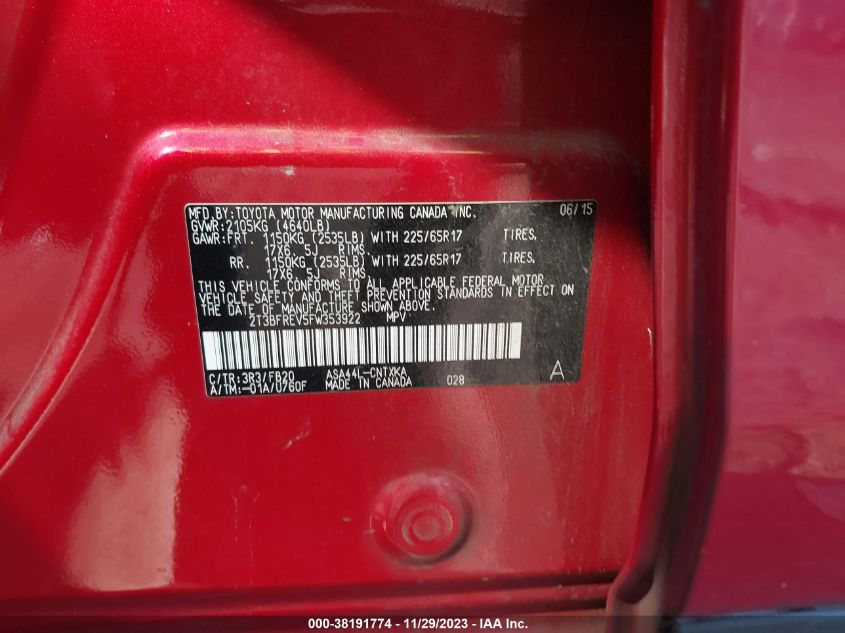 MFD.BY:TOYOTA MOTOR MANUFACTURING CANADA INC. 06/15
GVWR:2105KG (4640LB)
GAWR:FRT. 1150KG (2535LB) WITH 225/65R17 TIRES,
17X6.5J RIMS,
RR. 1150KG (2535LB) WITH 225/65R17 TIRES,
17X6.5J RIMS
THIS VEHICLE CONFORMS TO ALL APPLICABLE FEDERAL MOTOR
VEHICLE SAFETY AND THEFT PREVENTION STANDARDS IN EFFECT ON
THE DATE OF MANUFACTURE SHOWN ABOVE.
2T3BFREV5FW353922 MPV
C/TR:3R3/FB20 ASA44L-CNTXKA
A/TM:-01A/U760F MADE IN CANADA 028 A
000-38191774 - 11/29/2023 - IAA Inc.